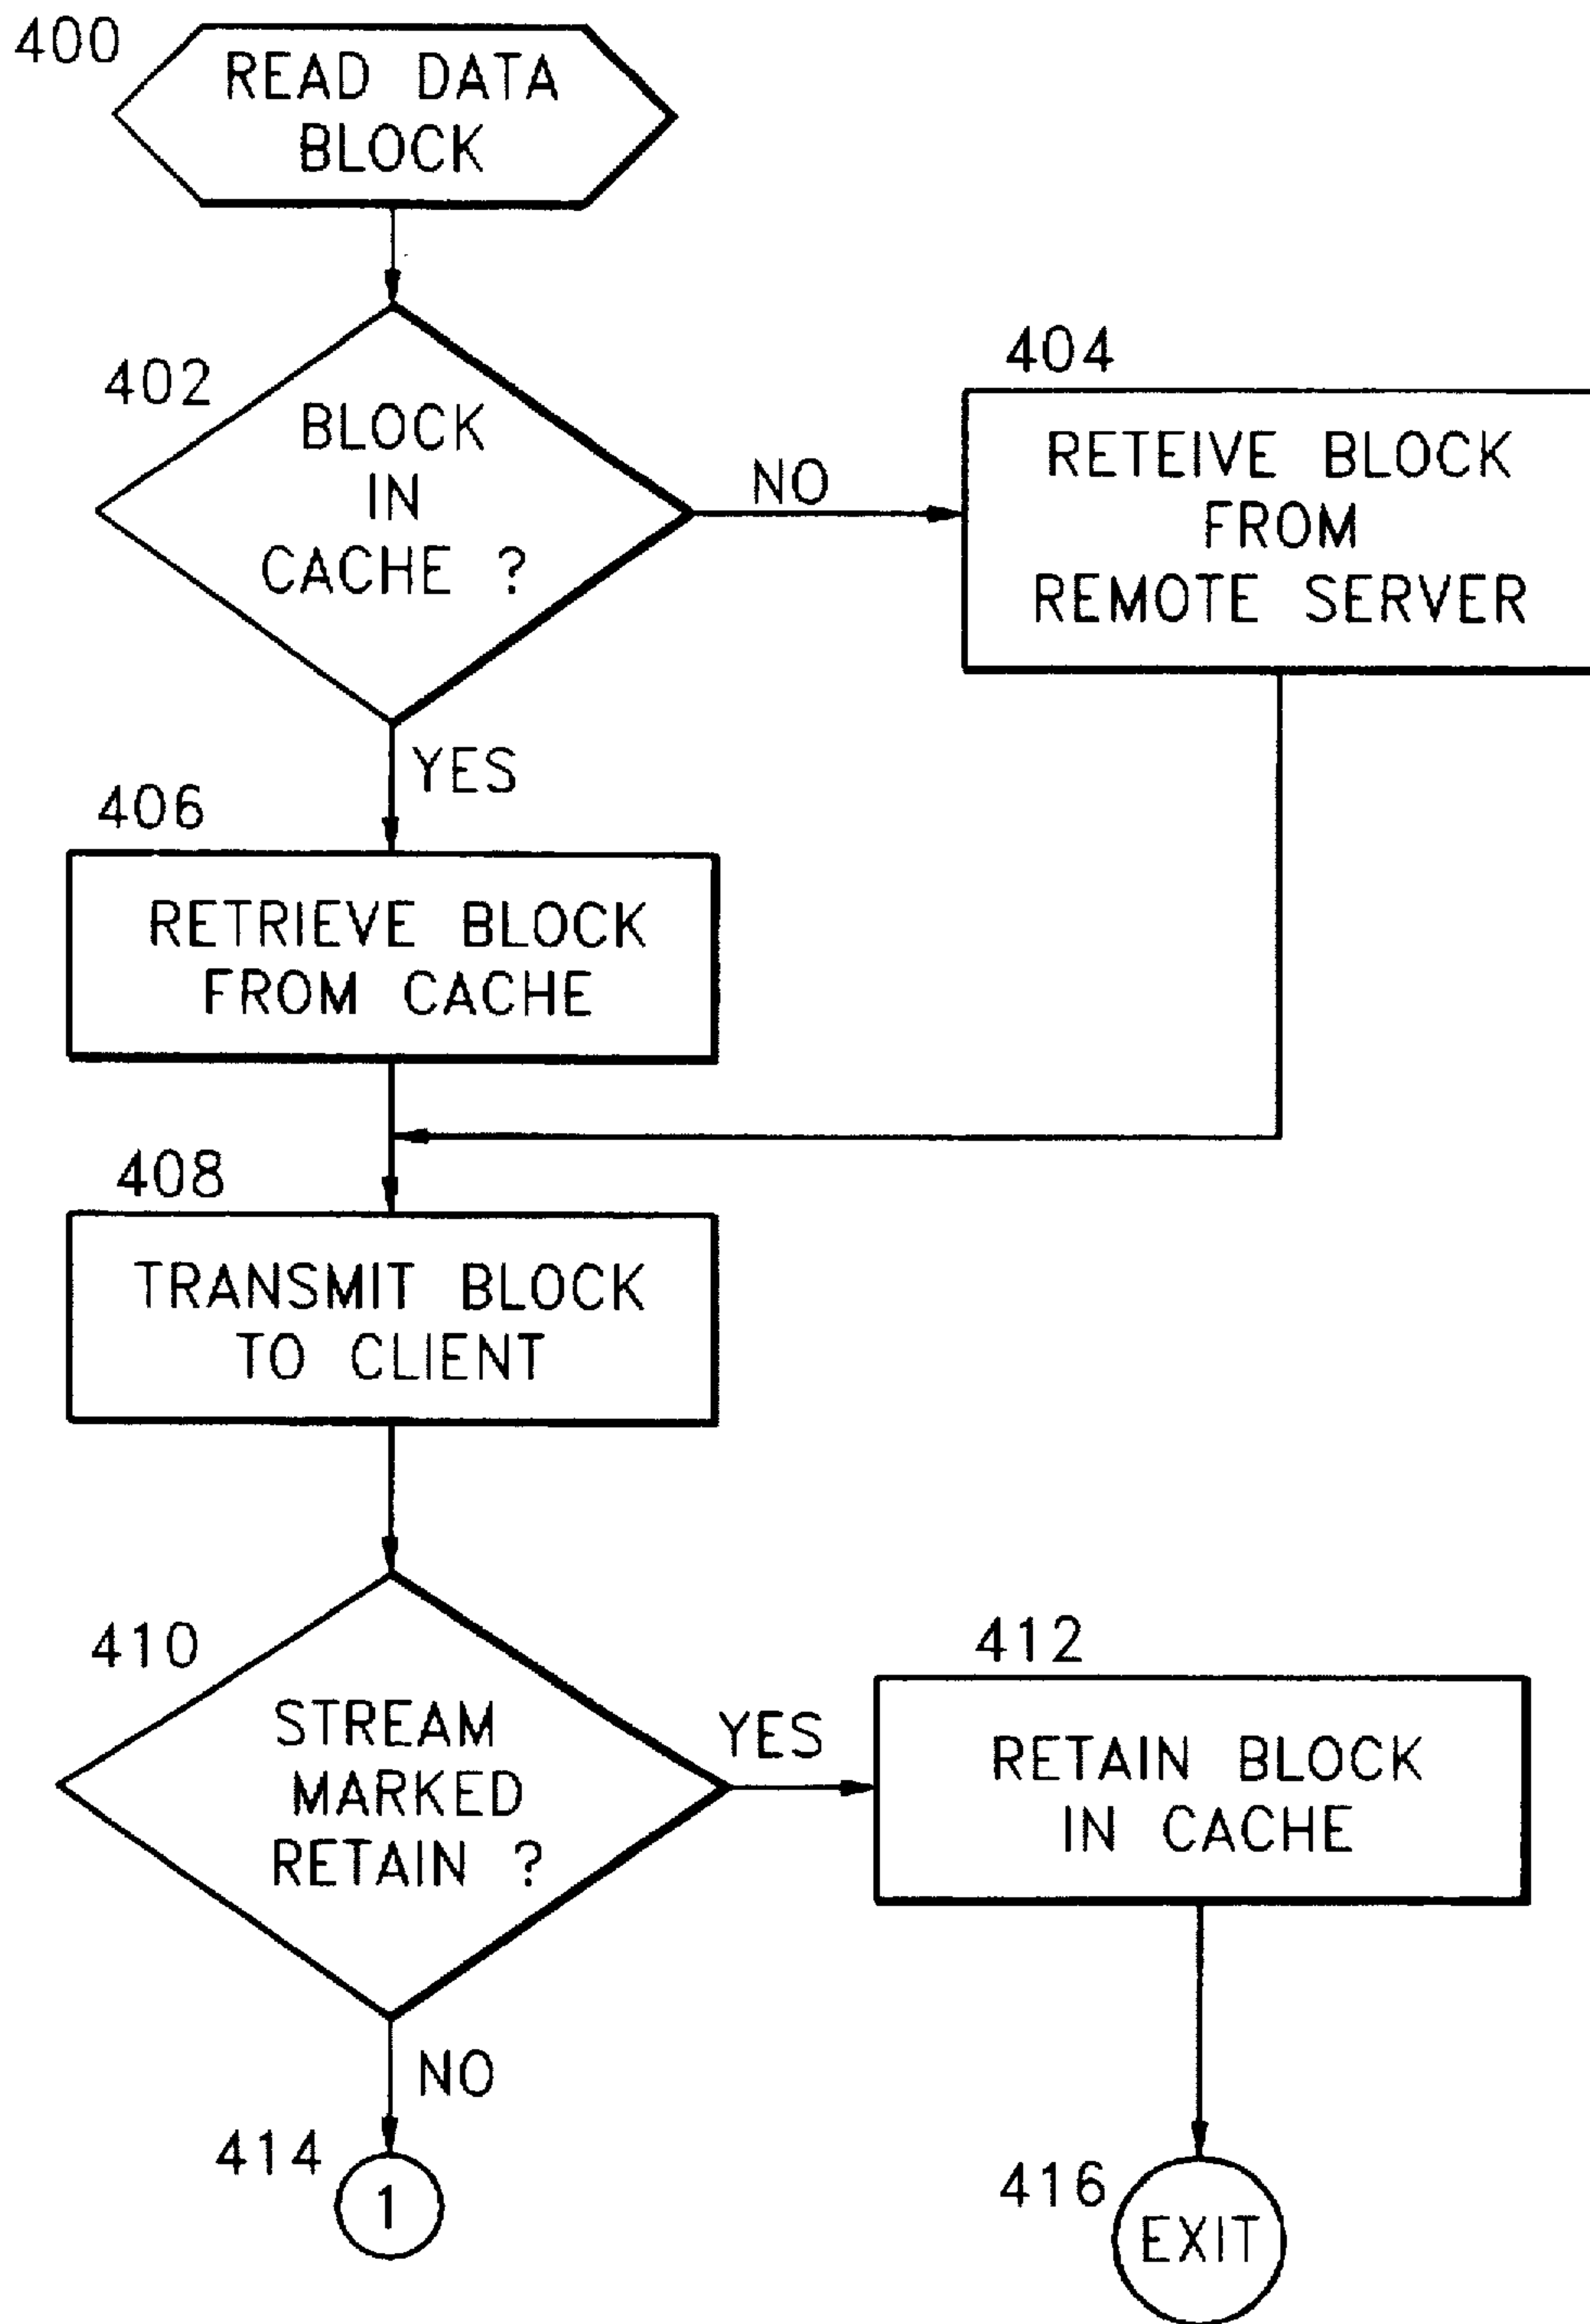 400
READ DATA
BLOCK
402
BLOCK
IN
CACHE ?
NO
404
RETEIVE BLOCK
FROM
REMOTE SERVER
YES
406
RETRIEVE BLOCK
FROM CACHE
408
TRANSMIT BLOCK
TO CLIENT
410
STREAM
MARKED
RETAIN ?
YES
412
RETAIN BLOCK
IN CACHE
NO
414
1
416
EXIT